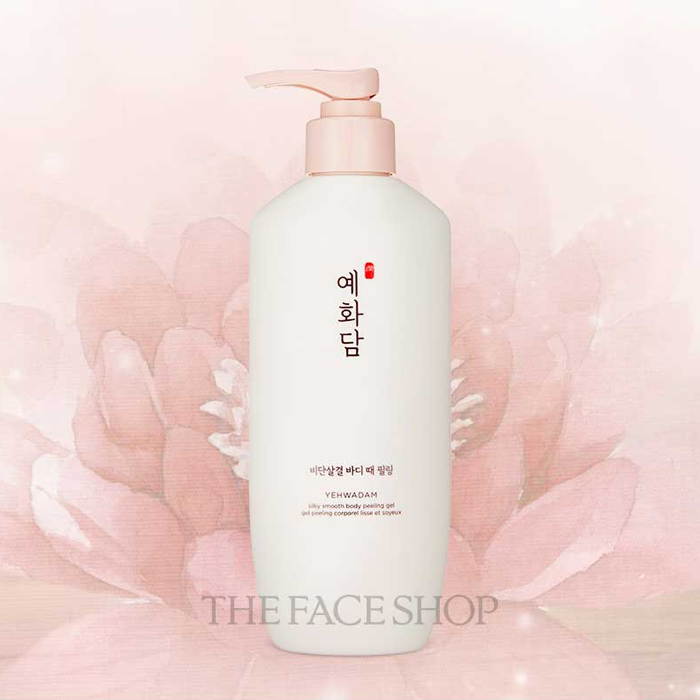 예화담
비단살결 바디 때 필링
YEHWADAM
silky smooth body peeling gel
gel peeling corporel lisse et soyeux
THE FACE SHOP